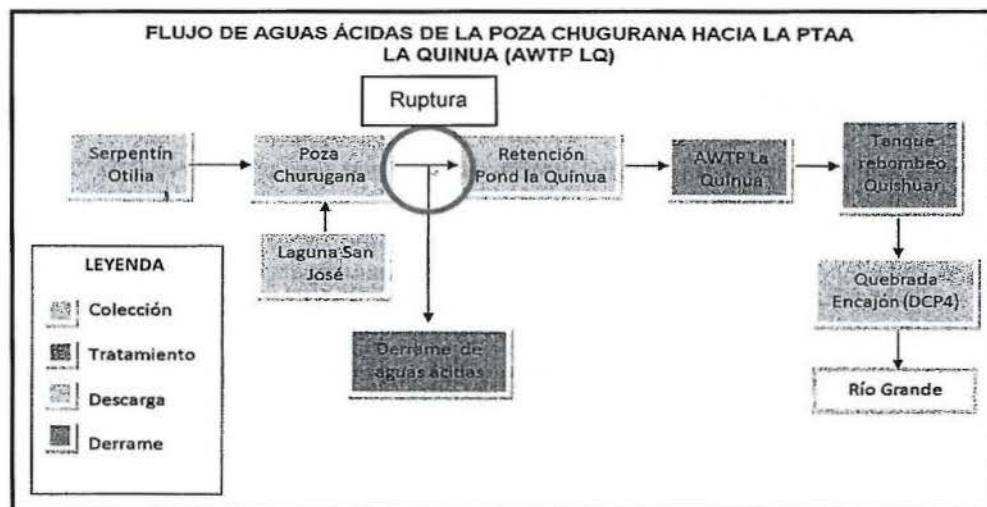 FLUJO DE AGUAS ÁCIDAS DE LA POZA CHUGURANA HACIA LA PTAA
LA QUINUA (AWTP LQ)
Ruptura
Serpentín
Otilia
Poza
Churugana
Retención
Pond la Quinua
AWTP La
Quinua
Tanque
rebombeo
Quishuar
Laguna San
José
Quebrada
Encajón (DCP4)
Derrame de
aguas ácidas
Río Grande
LEYENDA
Colección
Tratamiento
Descarga
Derrame